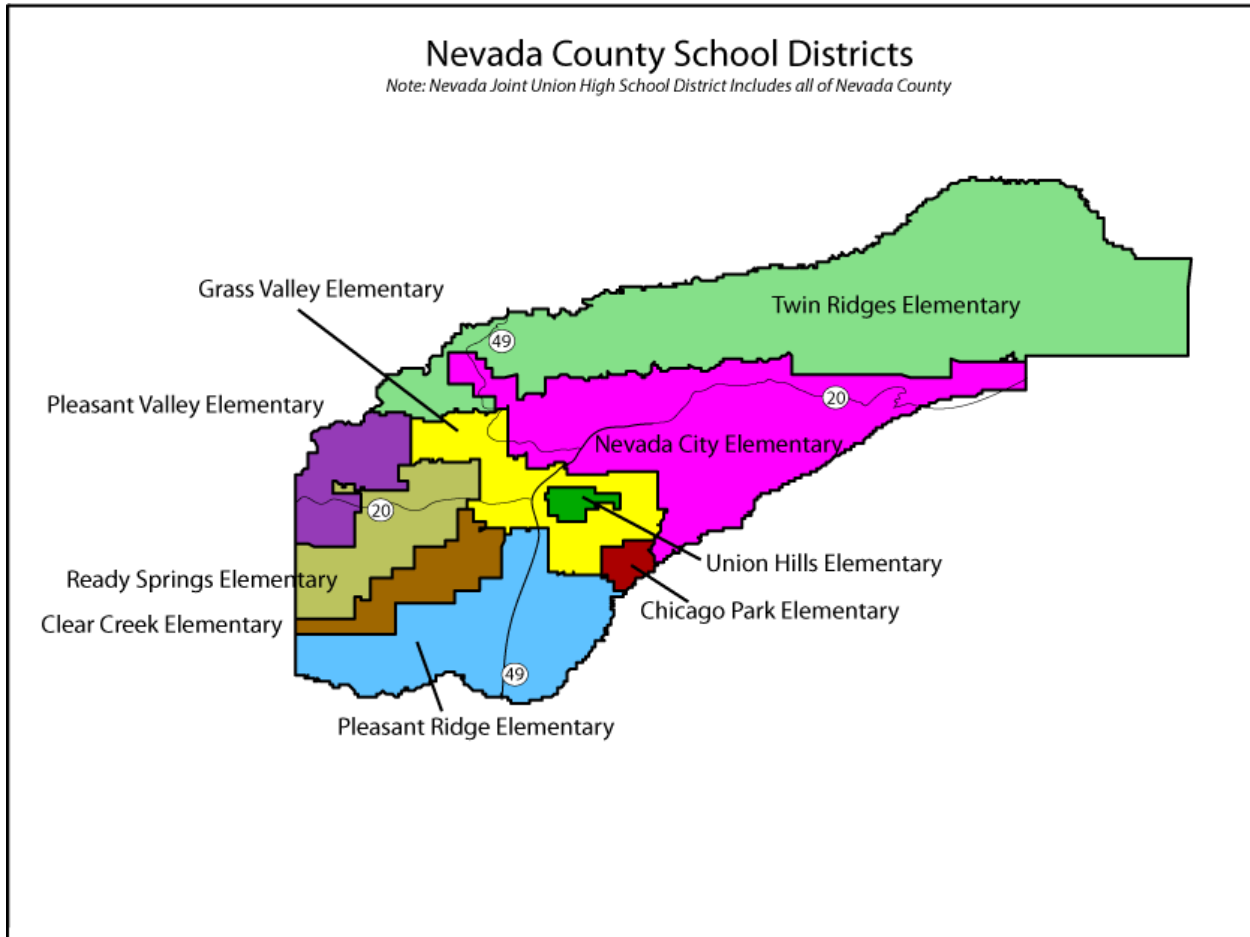 Nevada County School Districts
Note: Nevada Joint Union High School District Includes all of Nevada County
Grass Valley Elementary
Twin Ridges Elementary
49
Pleasant Valley Elementary
20
Nevada City Elementary
20
Union Hills Elementary
Ready Springs Elementary
Chicago Park Elementary
Clear Creek Elementary
49
Pleasant Ridge Elementary